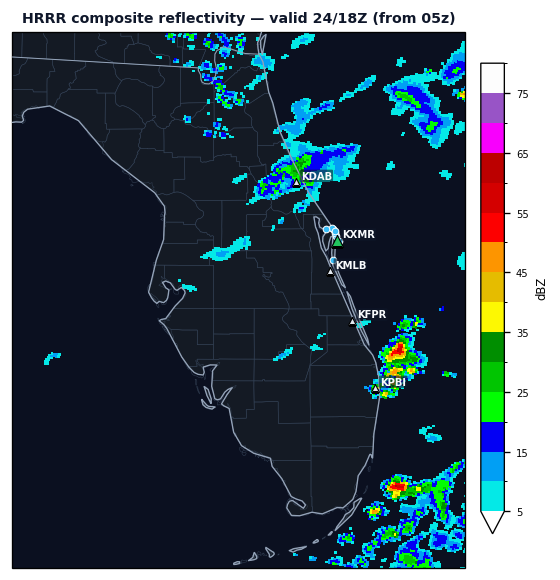 HRRR composite reflectivity — valid 24/18Z (from 05z)
KDAB
KXMR
KMLB
KFPR
KPBI
75
65
55
45
35
25
15
5
dBZ